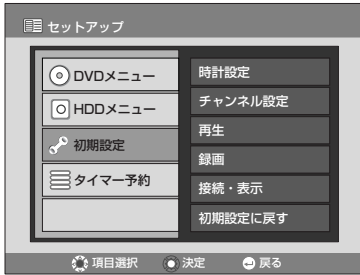 セットアップ
DVDメニュー
HDDメニュー
初期設定
タイマー予約
時計設定
チャンネル設定
再生
録画
接続・表示
初期設定に戻す
項目選択 決定 戻る